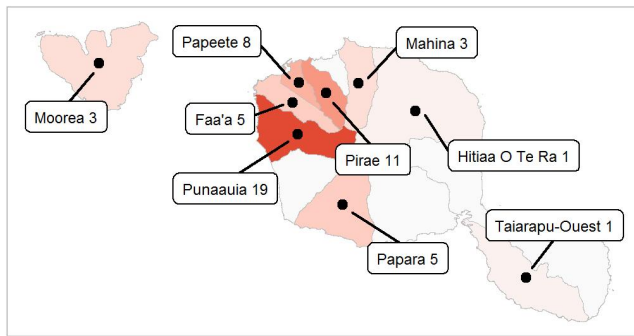 Papeete 8
Mahina 3
Moorea 3
Faa'a 5
Pirae 11
Hitiaa O Te Ra 1
Punaauia 19
Taiarapu-Ouest 1
Papara 5